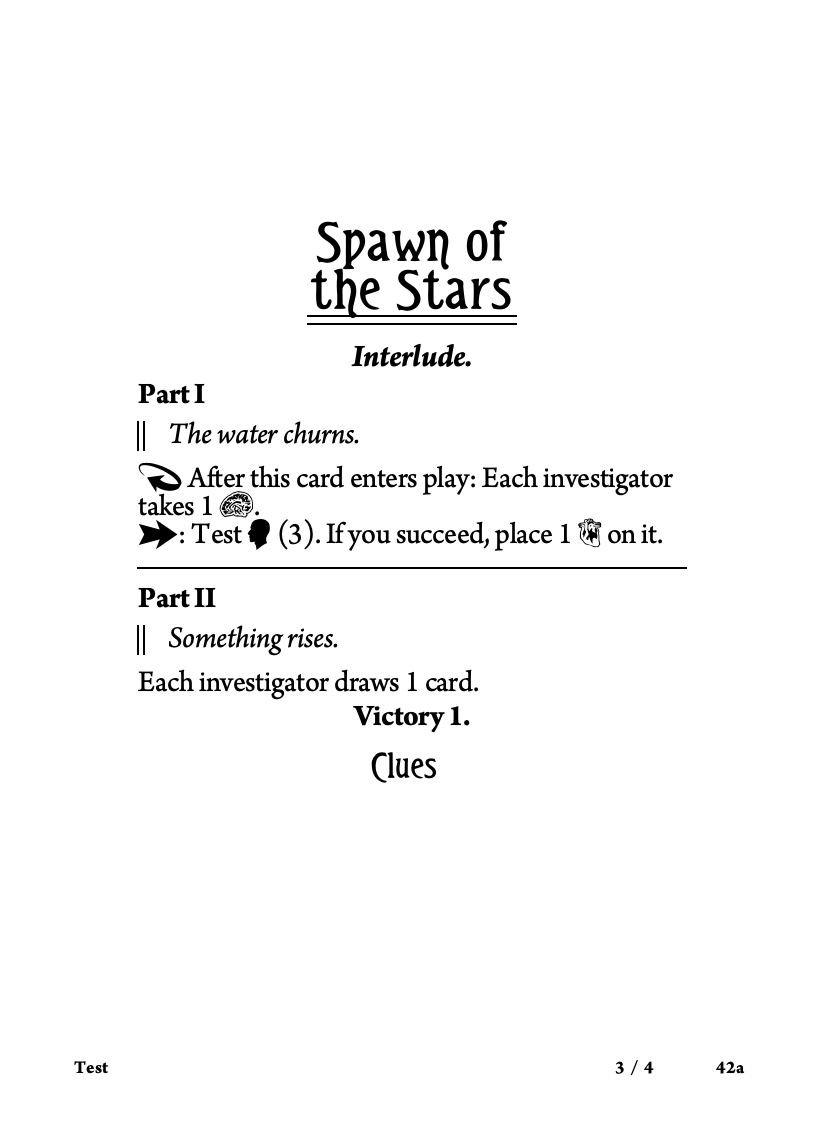 Spawn of
the Stars
Interlude.
Part I
The water churns.
After this card enters play: Each investigator
takes 1 .
: Test (3). If you succeed, place 1 on it.
Part II
Something rises.
Each investigator draws 1 card.
Victory 1.
Clues
Test 3 / 4 42a